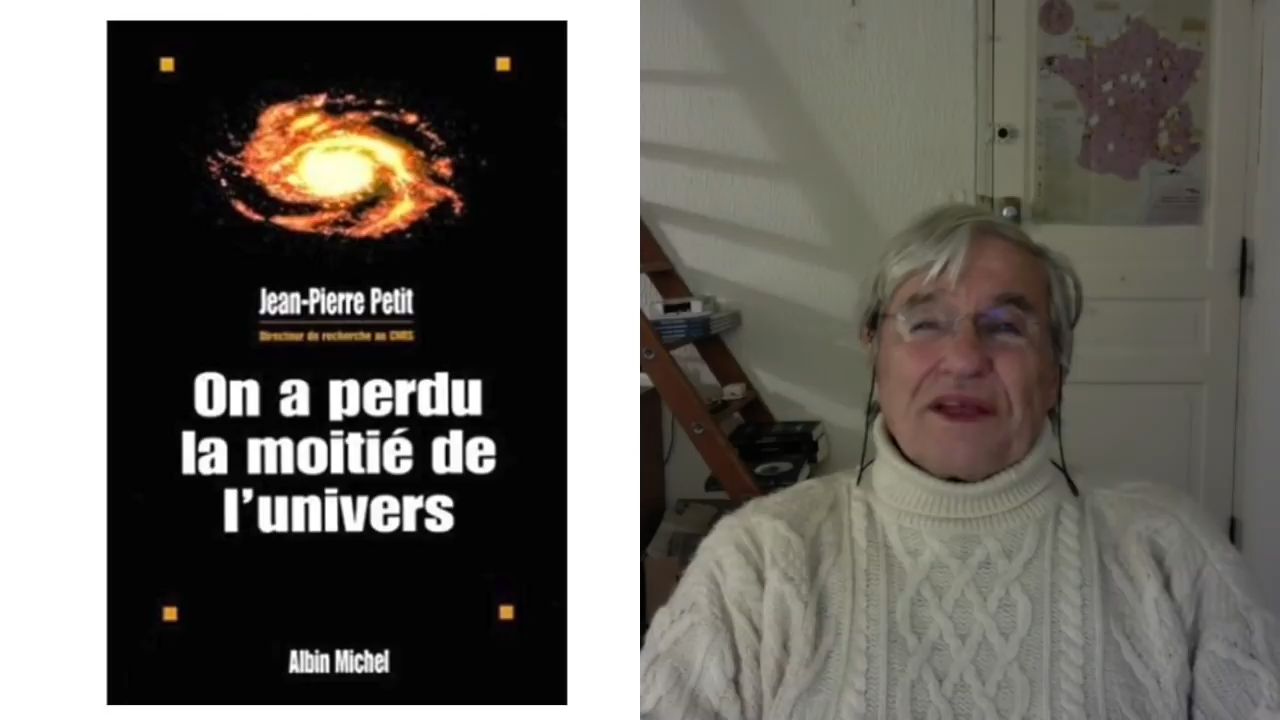 Jean-Pierre Petit
Directeur de recherche au CNRS
On a perdu
la moitié de
l'univers
Albin Michel